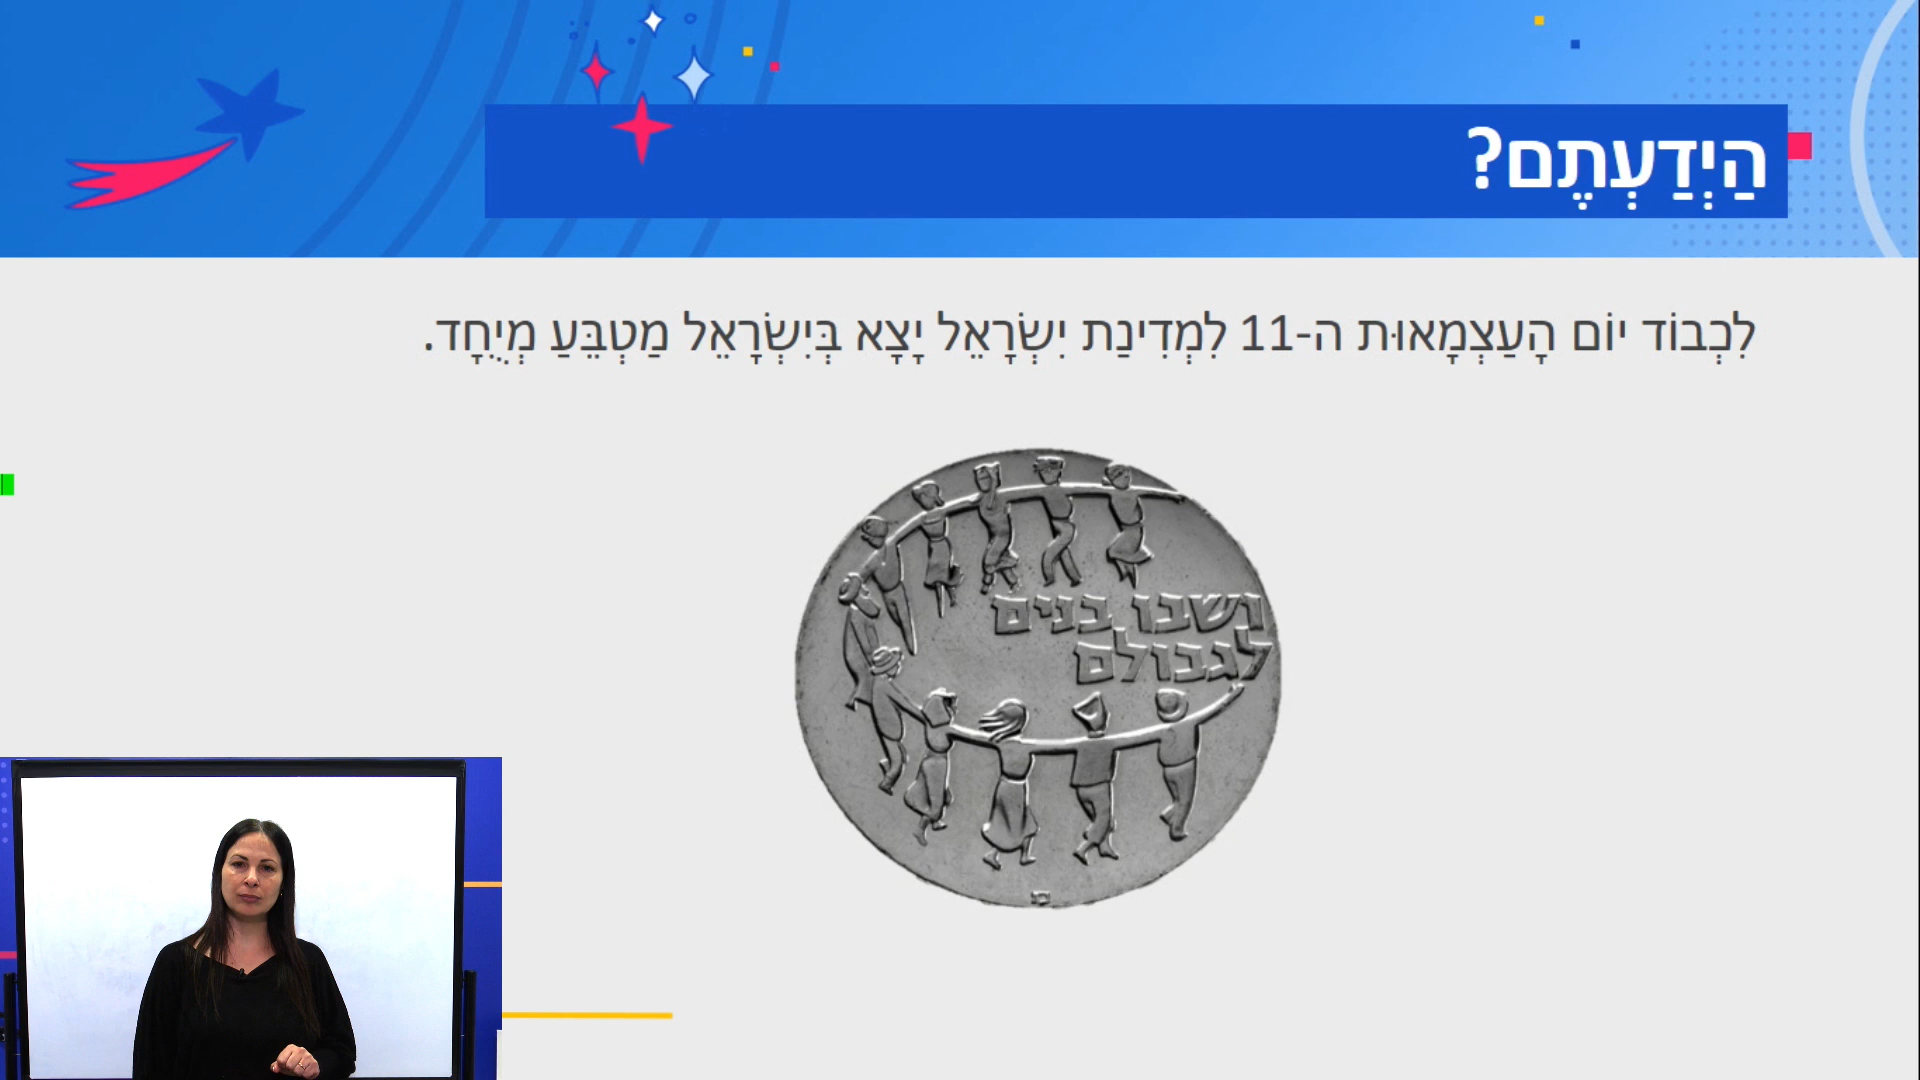 הַיְדַעְתֶּם?
לִכְבוֹד יוֹם הָעַצְמָאוּת ה-11 לִמְדִינַת יִשְׂרָאֵל יָצָא בְּיִשְׂרָאֵל מַטְבֵּעַ מְיֻחָד.
ושבו בנים
לגבולם